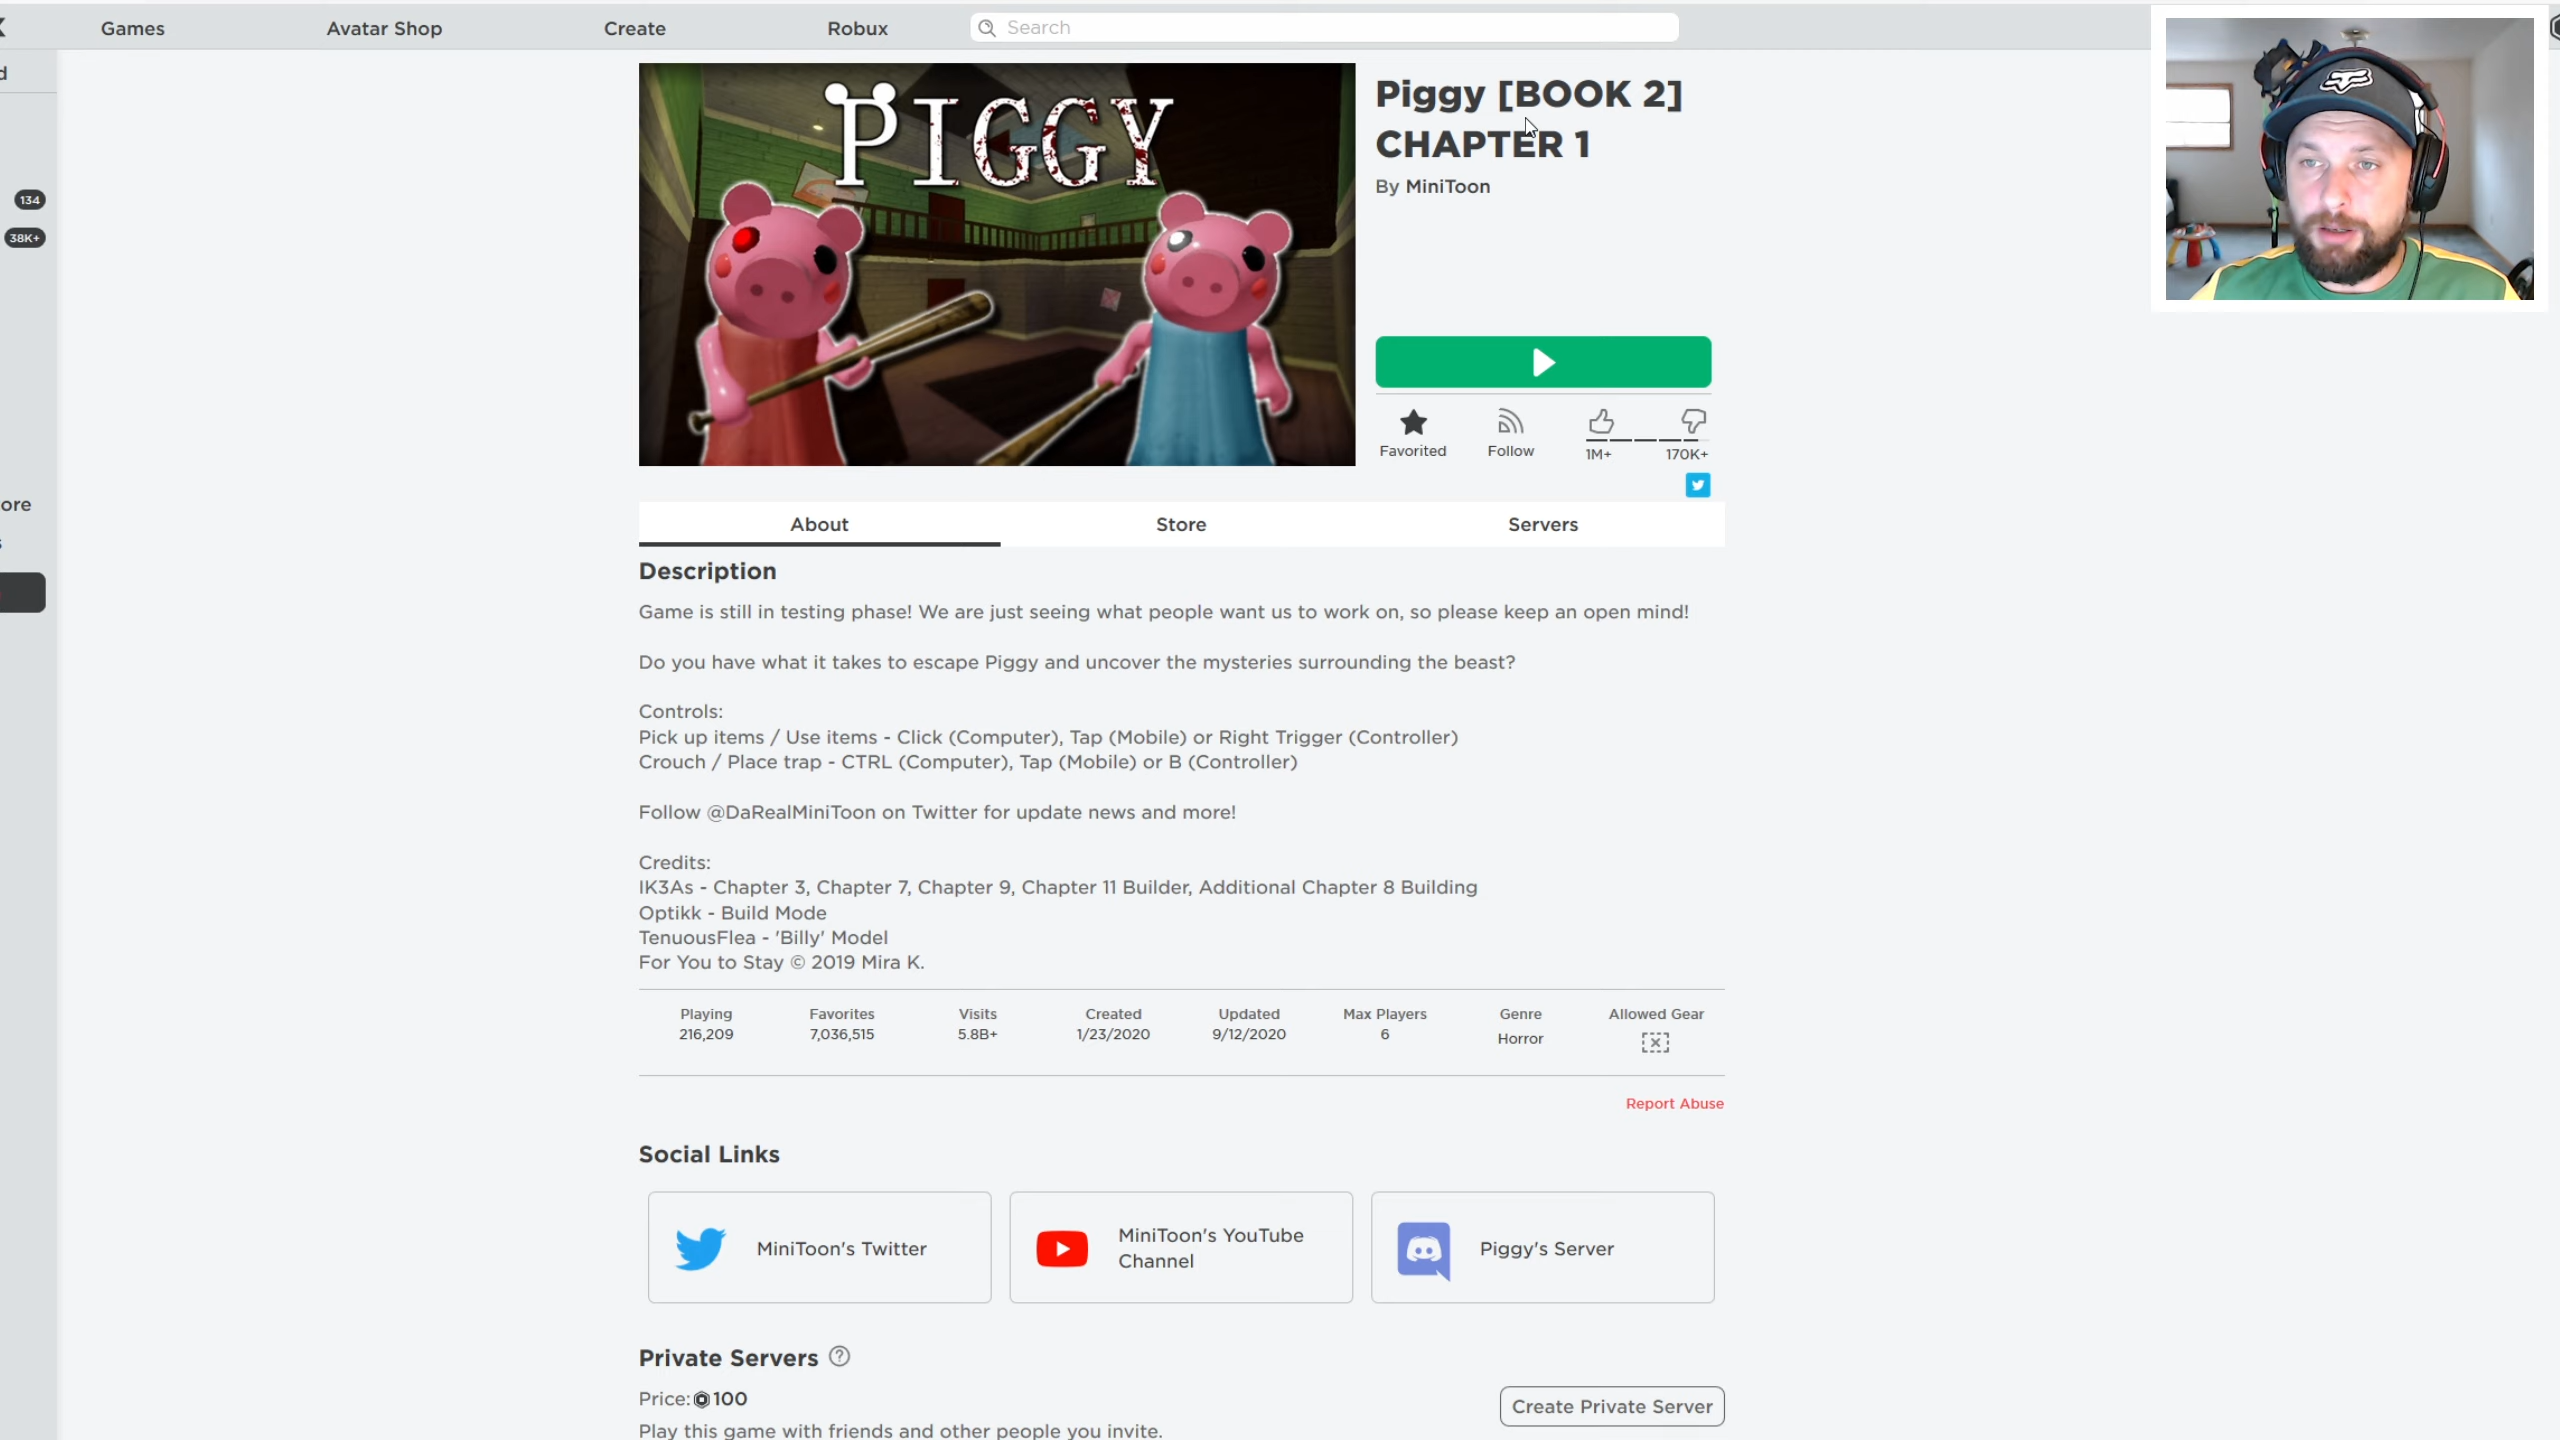 Games
Avatar Shop
Create
Robux
Search
134
38K+
ore
PIGGY
Piggy [BOOK 2]
CHAPTER 1
By MiniToon
Favorited
Follow
1M+
170K+
About
Store
Servers
Description
Game is still in testing phase! We are just seeing what people want us to work on, so please keep an open mind!
Do you have what it takes to escape Piggy and uncover the mysteries surrounding the beast?
Controls:
Pick up items / Use items - Click (Computer), Tap (Mobile) or Right Trigger (Controller)
Crouch / Place trap - CTRL (Computer), Tap (Mobile) or B (Controller)
Follow @DaRealMiniToon on Twitter for update news and more!
Credits:
IK3As - Chapter 3, Chapter 7, Chapter 9, Chapter 11 Builder, Additional Chapter 8 Building
Optikk - Build Mode
TenuousFlea - 'Billy' Model
For You to Stay © 2019 Mira K.
Playing
216,209
Favorites
7,036,515
Visits
5.8B+
Created
1/23/2020
Updated
9/12/2020
Max Players
6
Genre
Horror
Allowed Gear
Report Abuse
Social Links
MiniToon's Twitter
MiniToon's YouTube
Channel
Piggy's Server
Private Servers
Price: 100
Create Private Server
Play this game with friends and other people you invite.